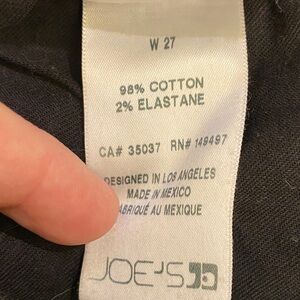 W 27
98% COTTON
2% ELASTANE
CA# 35037 RN# 149497
DESIGNED IN LOS ANGELES
MADE IN MEXICO
FABRIQUÉ AU MEXIQUE
JOE'S